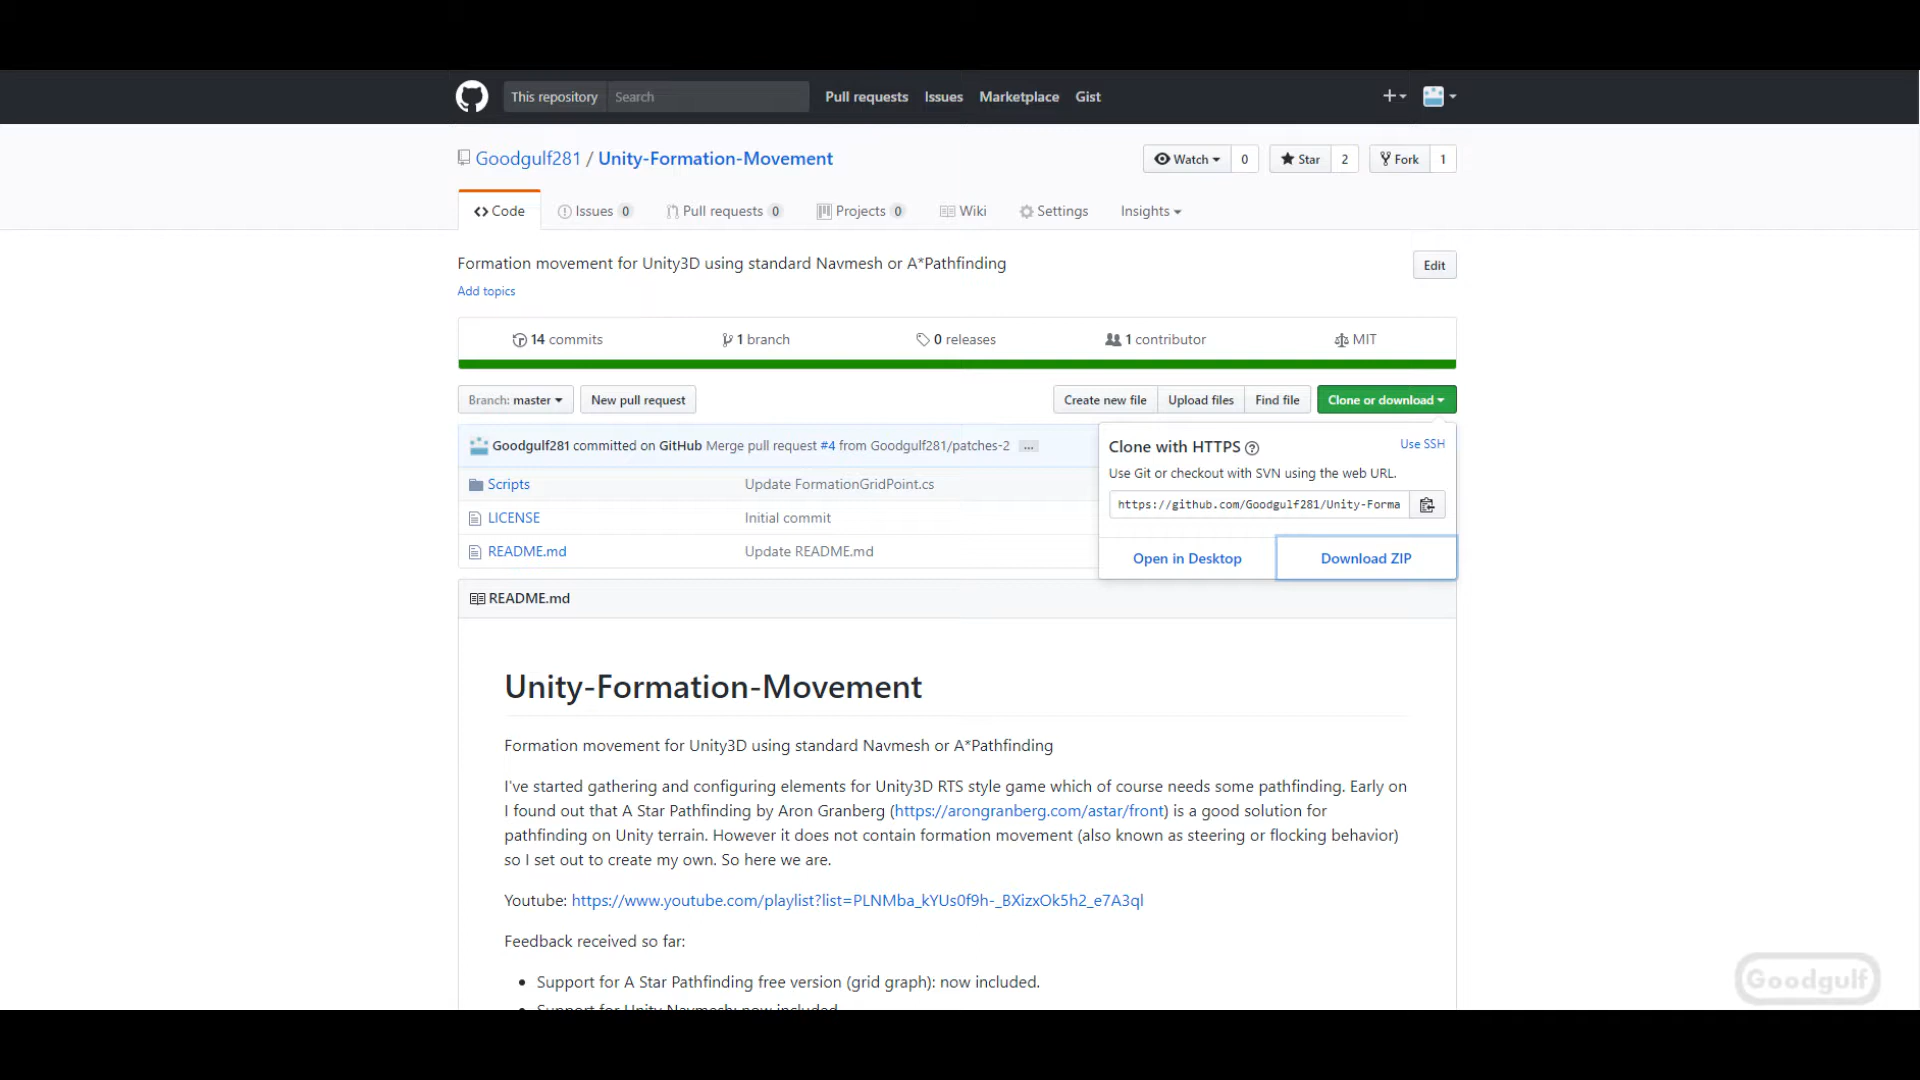 This repository Search Pull requests Issues Marketplace Gist
Goodgulf281 / Unity-Formation-Movement Watch 0 Star 2 Fork 1
Code Issues 0 Pull requests 0 Projects 0 Wiki Settings Insights
Formation movement for Unity3D using standard Navmesh or A*Pathfinding Edit
Add topics
14 commits 1 branch 0 releases 1 contributor MIT
Branch: master New pull request Create new file Upload files Find file Clone or download
Goodgulf281 committed on GitHub Merge pull request #4 from Goodgulf281/patches-2 ...
Scripts Update FormationGridPoint.cs
LICENSE Initial commit
README.md Update README.md
Clone with HTTPS Use SSH
Use Git or checkout with SVN using the web URL.
https://github.com/Goodgulf281/Unity-Forma
Open in Desktop Download ZIP
README.md
Unity-Formation-Movement
Formation movement for Unity3D using standard Navmesh or A*Pathfinding
I've started gathering and configuring elements for Unity3D RTS style game which of course needs some pathfinding. Early on
I found out that A Star Pathfinding by Aron Granberg (https://arongranberg.com/astar/front) is a good solution for
pathfinding on Unity terrain. However it does not contain formation movement (also known as steering or flocking behavior)
so I set out to create my own. So here we are.
Youtube: https://www.youtube.com/playlist?list=PLNMba_kYUs0f9h-_BXizxOk5h2_e7A3ql
Feedback received so far:
• Support for A Star Pathfinding free version (grid graph): now included.
• Support for Unity Navmesh: now included.
Goodgulf